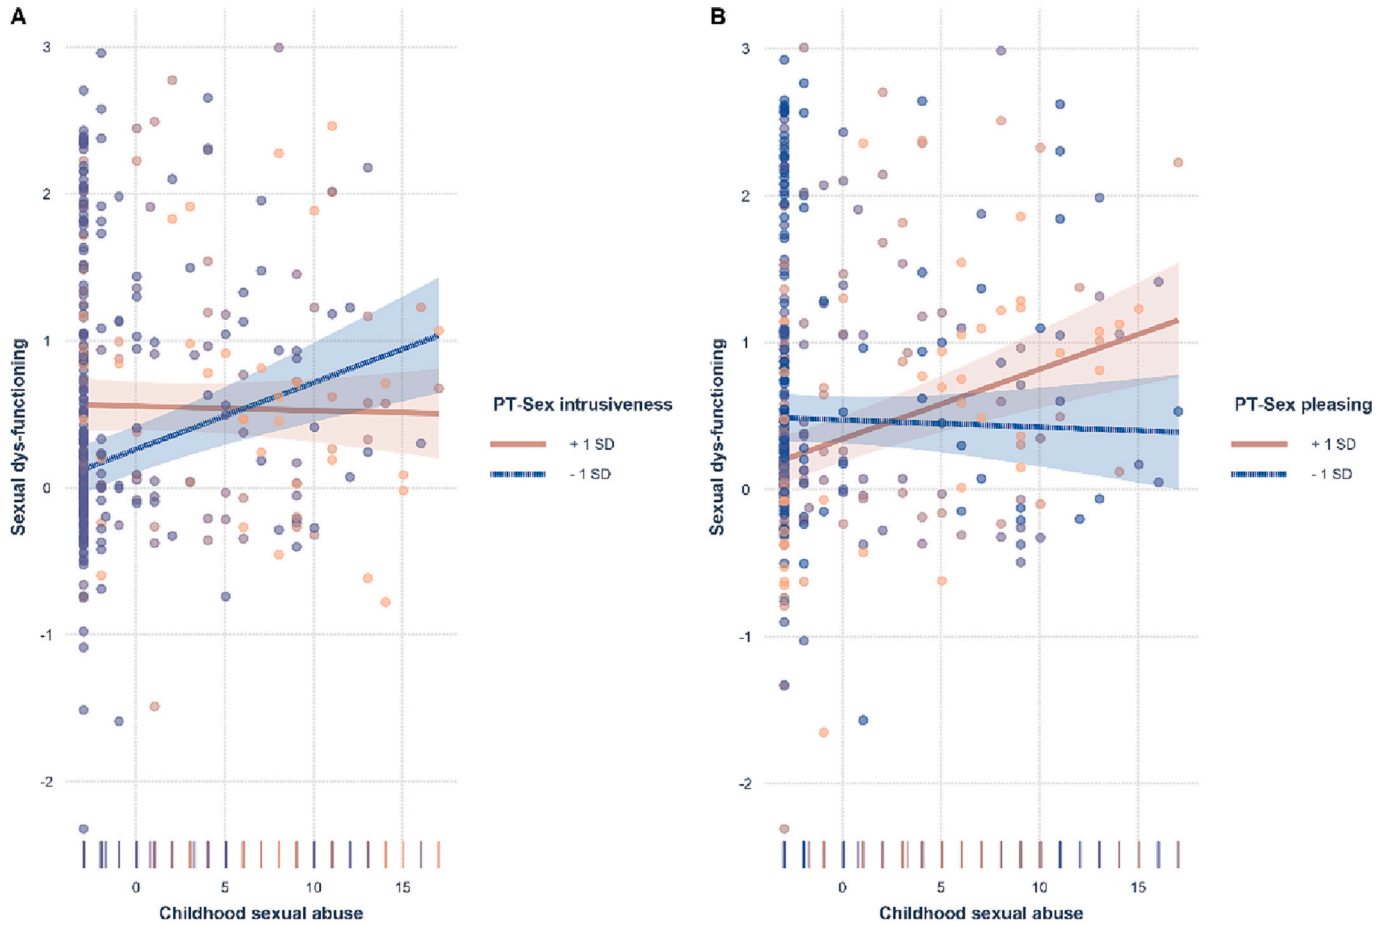 A
Sexual dys-functioning
3
2
1
0
-1
-2
0 5 10 15
Childhood sexual abuse
PT-Sex intrusiveness
+ 1 SD
- 1 SD
B
Sexual dys-functioning
3
2
1
0
-1
-2
0 5 10 15
Childhood sexual abuse
PT-Sex pleasing
+ 1 SD
- 1 SD